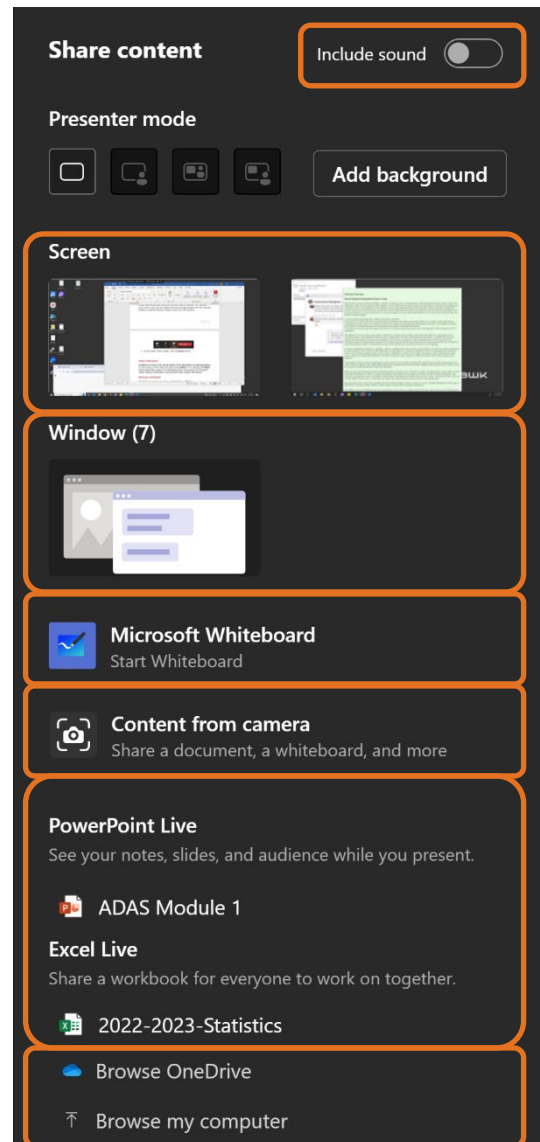 Share content
Include sound
Presenter mode
Add background
Screen
Window (7)
Microsoft Whiteboard
Start Whiteboard
Content from camera
Share a document, a whiteboard, and more
PowerPoint Live
See your notes, slides, and audience while you present.
ADAS Module 1
Excel Live
Share a workbook for everyone to work on together.
2022-2023-Statistics
Browse OneDrive
Browse my computer